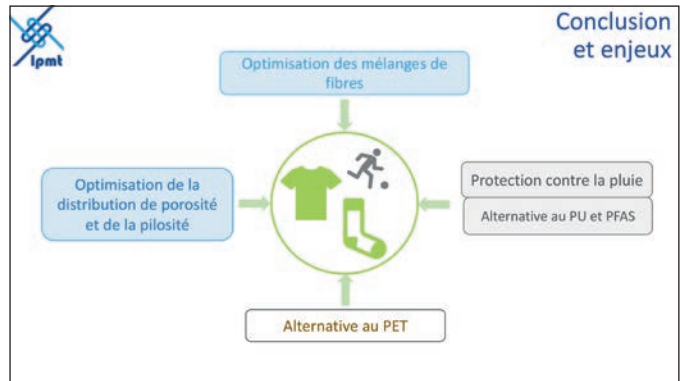 lpmt
Conclusion
et enjeux
Optimisation des mélanges de
fibres
Optimisation de la
distribution de porosité
et de la pilosité
Protection contre la pluie
Alternative au PU et PFAS
Alternative au PET